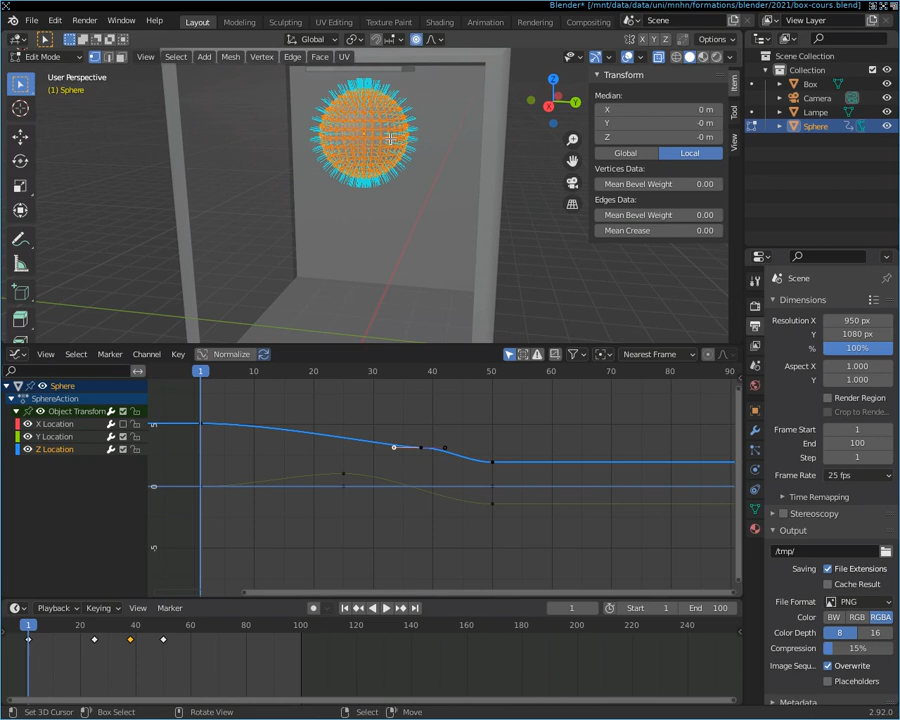 Blender* [/mnt/data/data/uni/mnhn/formations/blender/2021/box-cours.blend]
File Edit Render Window Help Layout Modeling Sculpting UV Editing Texture Paint Shading Animation Rendering Compositing Scene View Layer
Global Options
Edit Mode View Select Add Mesh Vertex Edge Face UV
User Perspective
(1) Sphere
Z
Y
X
Transform
Median:
X 0 m
Y -0 m
Z -0 m
Global Local
Vertices Data:
Mean Bevel Weight 0.00
Edges Data:
Mean Bevel Weight 0.00
Mean Crease 0.00
Item
Tool
View
Scene Collection
Collection
Box
Camera
Lampe
Sphere
Scene
Dimensions
Resolution X 950 px
Y 1080 px
% 100%
Aspect X 1.000
Y 1.000
Render Region
Crop to Rende...
Frame Start 1
End 100
Step 1
Frame Rate 25 fps
Time Remapping
Stereoscopy
Output
/tmp/
Saving File Extensions
Cache Result
File Format PNG
Color BW RGB RGBA
Color Depth 8 16
Compression 15%
Image Sequ... Overwrite
Placeholders
Metadata
View Select Marker Channel Key Normalize Nearest Frame
1 10 20 30 40 50 60 70 80 90
Sphere
SphereAction
Object Transform
X Location
Y Location
Z Location
5
0
-5
Playback Keying View Marker 1 Start 1 End 100
1 20 40 60 80 100 120 140 160 180 200 220 240
Set 3D Cursor Box Select Rotate View Select Move 2.92.0